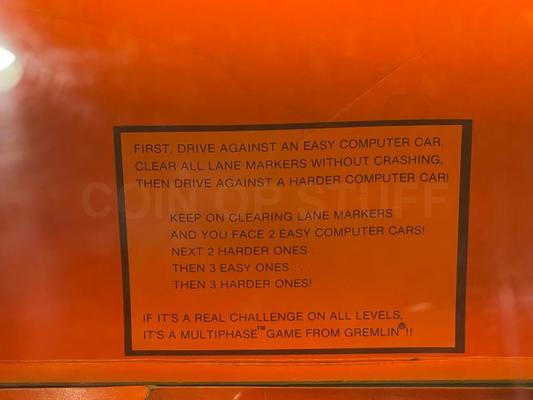 FIRST, DRIVE AGAINST AN EASY COMPUTER CAR.
CLEAR ALL LANE MARKERS WITHOUT CRASHING,
THEN DRIVE AGAINST A HARDER COMPUTER CAR!
COIN OP STUFF
KEEP ON CLEARING LANE MARKERS
AND YOU FACE 2 EASY COMPUTER CARS!
NEXT 2 HARDER ONES . . .
THEN 3 EASY ONES . . .
THEN 3 HARDER ONES!
IF IT'S A REAL CHALLENGE ON ALL LEVELS,
IT'S A MULTIPHASE™ GAME FROM GREMLIN®!!